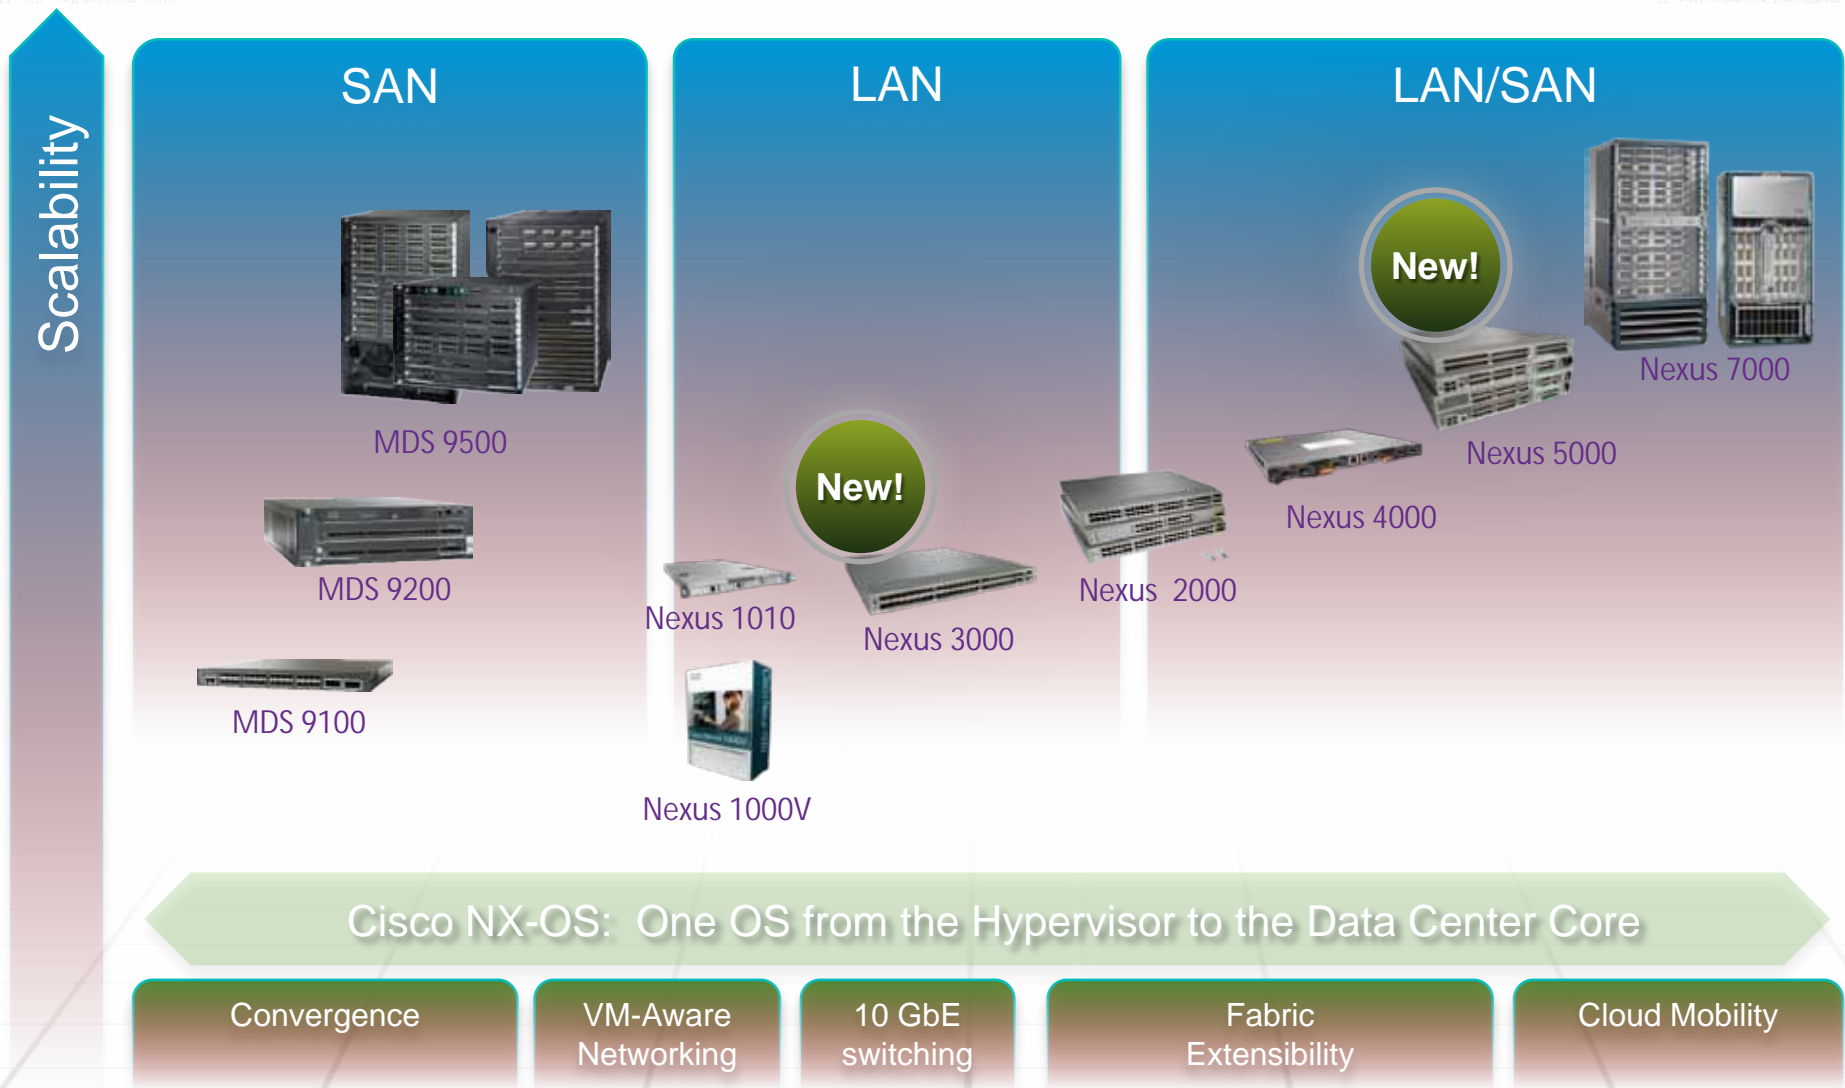 Scalability
SAN
LAN
LAN/SAN
New!
Nexus 7000
MDS 9500
Nexus 5000
New!
Nexus 4000
MDS 9200
Nexus 2000
Nexus 1010
Nexus 3000
MDS 9100
Nexus 1000V
Cisco NX-OS: One OS from the Hypervisor to the Data Center Core
Convergence
VM-Aware
Networking
10 GbE
switching
Fabric
Extensibility
Cloud Mobility